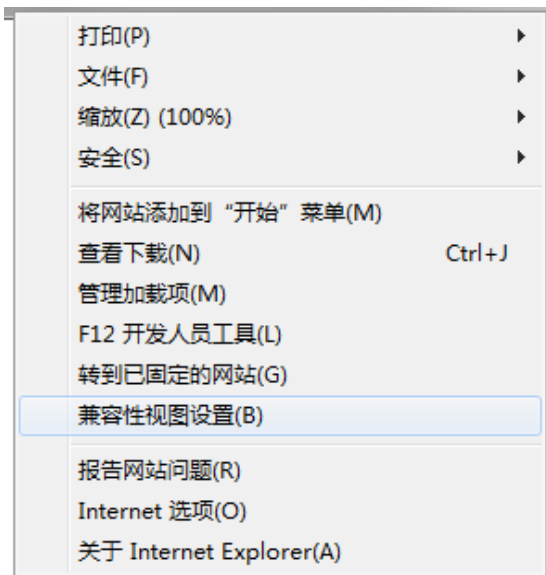 打印(P)
文件(F)
缩放(Z) (100%)
安全(S)
将网站添加到“开始”菜单(M)
查看下载(N) Ctrl+J
管理加载项(M)
F12 开发人员工具(L)
转到已固定的网站(G)
兼容性视图设置(B)
报告网站问题(R)
Internet 选项(O)
关于 Internet Explorer(A)